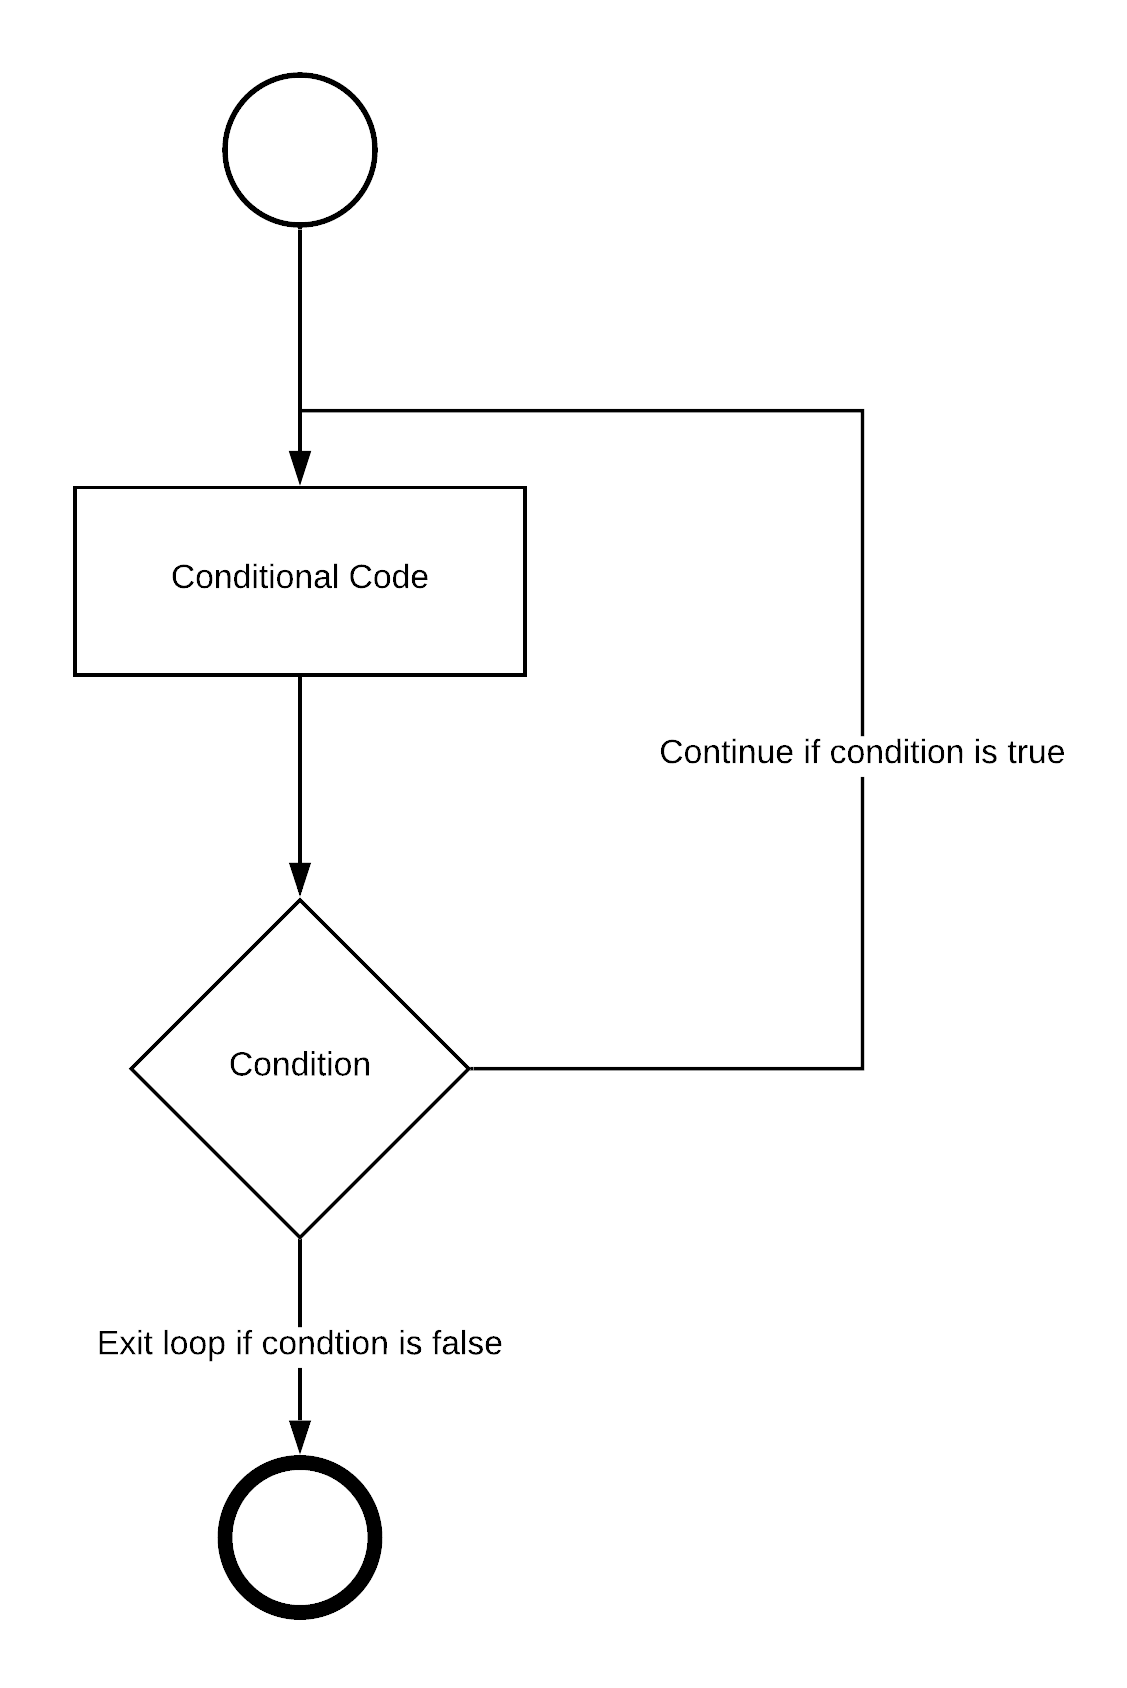 Conditional Code
Continue if condition is true
Condition
Exit loop if condtion is false